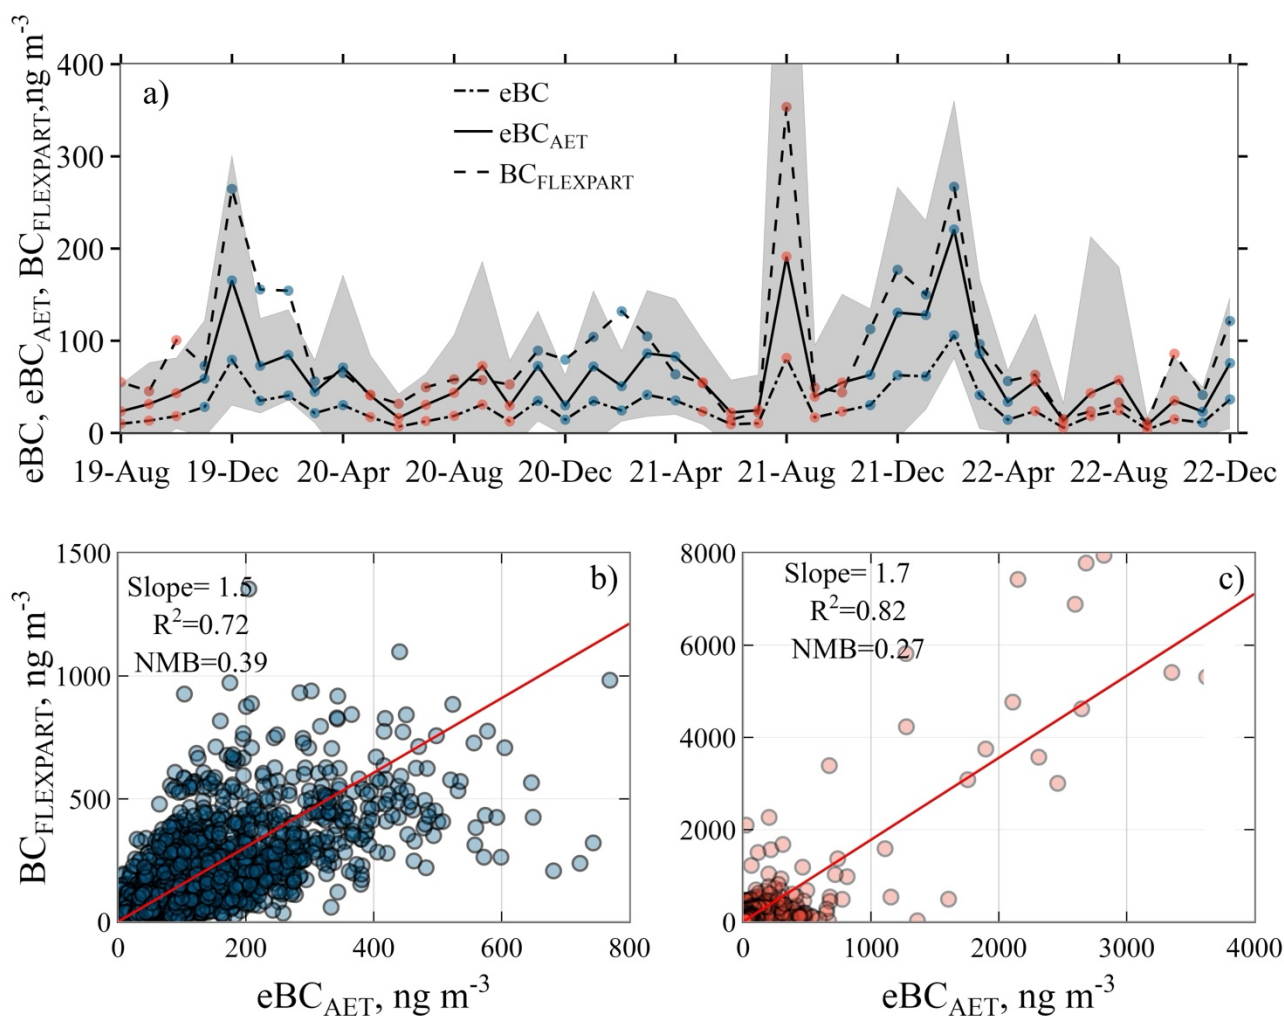 eBC, eBC_AET, BC_FLEXPART,ng m⁻³
400
300
200
100
0
a)
eBC
eBC_AET
BC_FLEXPART
19-Aug 19-Dec 20-Apr 20-Aug 20-Dec 21-Apr 21-Aug 21-Dec 22-Apr 22-Aug 22-Dec
BC_FLEXPART, ng m⁻³
1500
1000
500
0
Slope= 1.5
R²=0.72
NMB=0.39
b)
0 200 400 600 800
eBC_AET, ng m⁻³
8000
6000
4000
2000
0
Slope= 1.7
R²=0.82
NMB=0.27
c)
0 1000 2000 3000 4000
eBC_AET, ng m⁻³